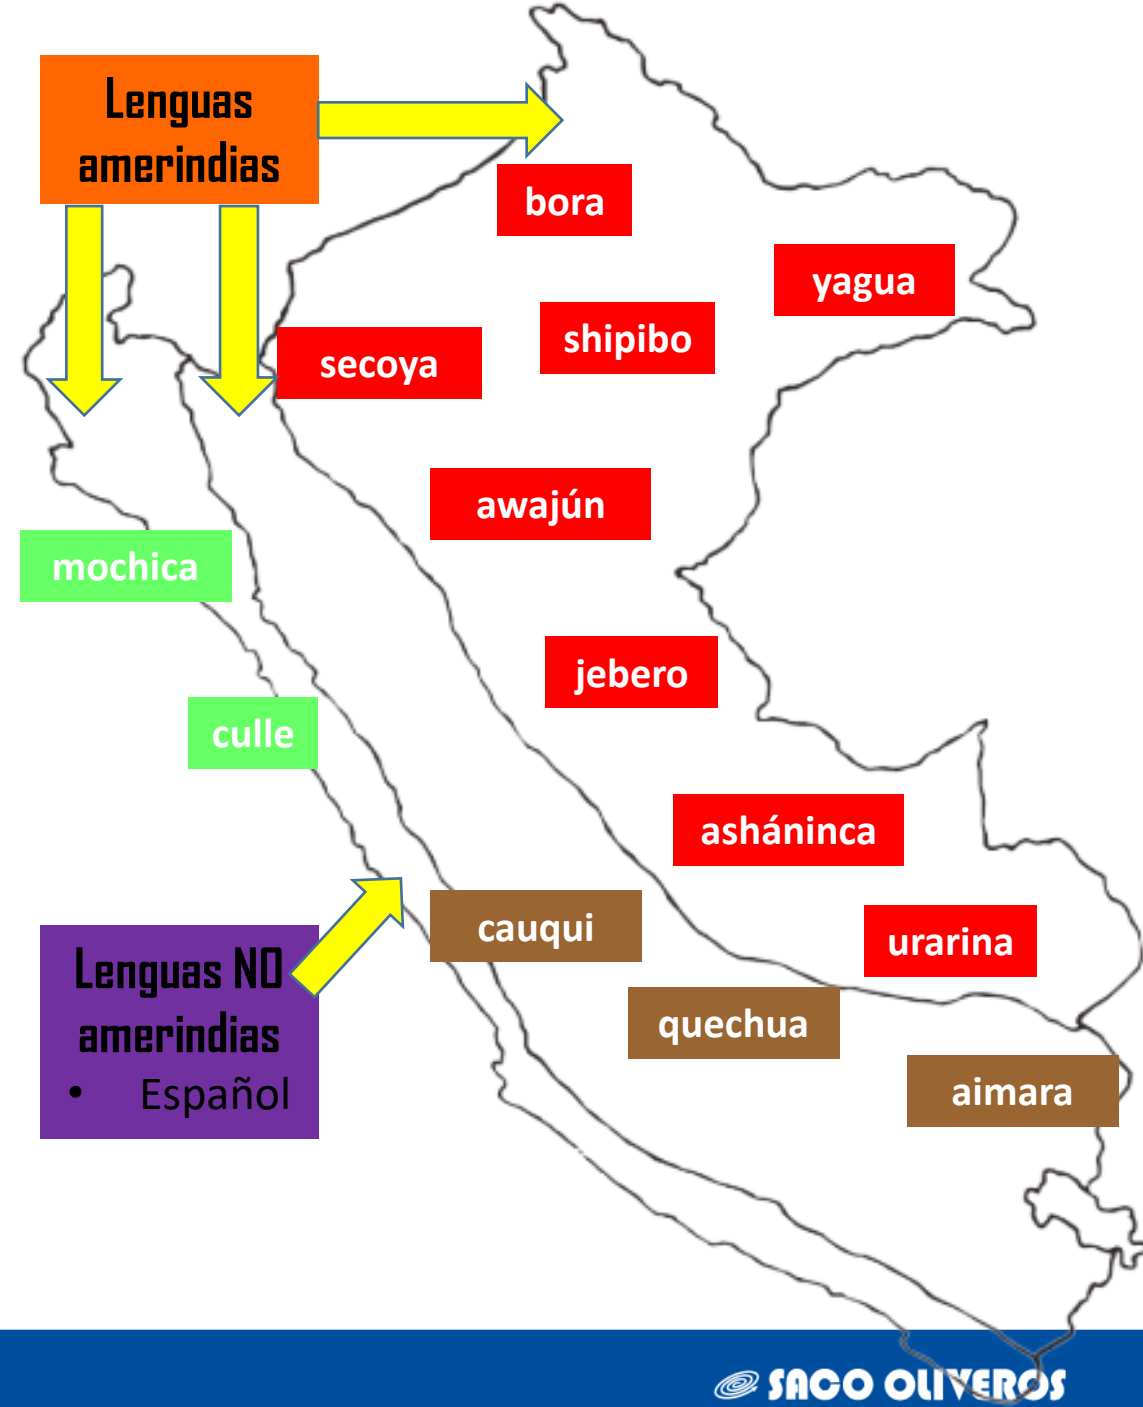 Lenguas
amerindias
bora
yagua
shipibo
secoya
awajún
mochica
jebero
culle
asháninca
cauqui
urarina
Lenguas NO
amerindias
• Español
quechua
aimara
SACO OLIVEROS